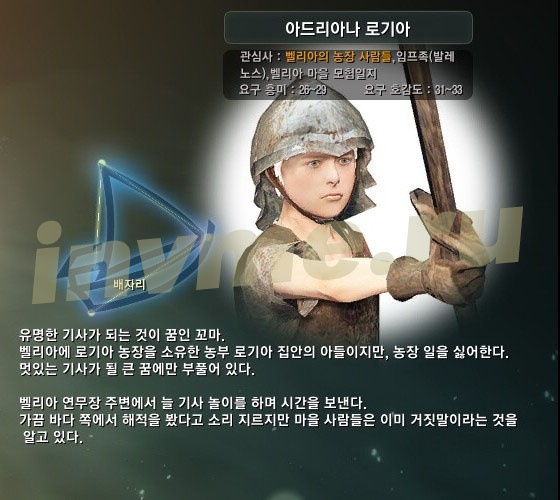 아드리아나 로기아
관심사 : 벨리아의 농장 사람들,임프족(발레
노스),벨리아 마을 모험일지
요구 흥미 : 26~29 요구 호감도 : 31~33
invme.ru
배자리
유명한 기사가 되는 것이 꿈인 꼬마.
벨리아에 로기아 농장을 소유한 농부 로기아 집안의 아들이지만, 농장 일을 싫어한다.
멋있는 기사가 될 큰 꿈에만 부풀어 있다.
벨리아 연무장 주변에서 늘 기사 놀이를 하며 시간을 보낸다.
가끔 바다 쪽에서 해적을 봤다고 소리 지르지만 마을 사람들은 이미 거짓말이라는 것을
알고 있다.